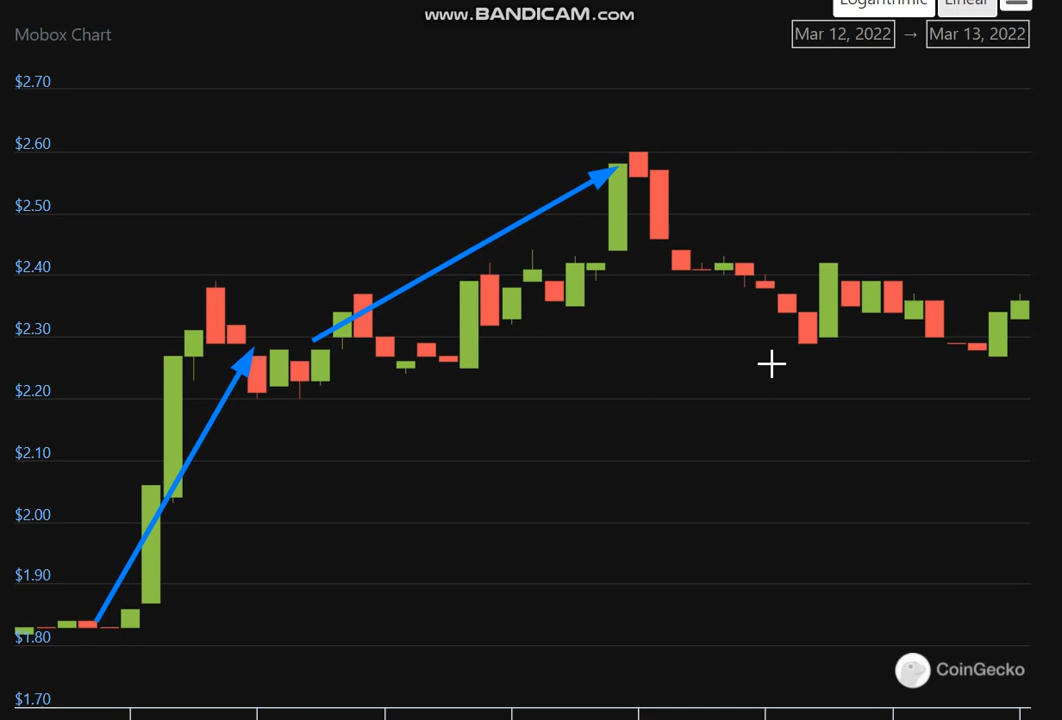 Logarithmic Linear
www.BANDICAM.com
Mobox Chart
Mar 12, 2022 → Mar 13, 2022
$2.70
$2.60
$2.50
$2.40
$2.30
$2.20
$2.10
$2.00
$1.90
$1.80
CoinGecko
$1.70